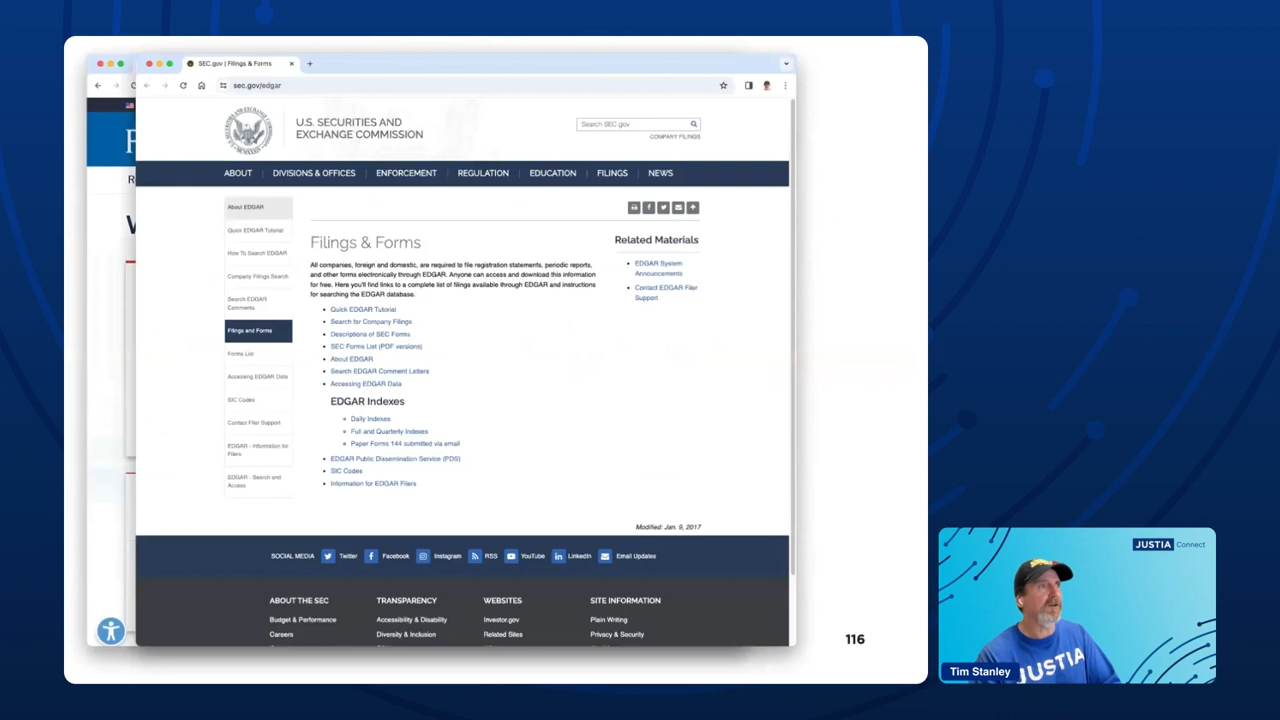 SEC.gov | Filings & Forms
sec.gov/edgar
U.S. SECURITIES AND
EXCHANGE COMMISSION
Search SEC.gov
COMPANY FILINGS
ABOUT
DIVISIONS & OFFICES
ENFORCEMENT
REGULATION
EDUCATION
FILINGS
NEWS
About EDGAR
Quick EDGAR Tutorial
How To Search EDGAR
Company Filings Search
Search EDGAR
Comments
Filings and Forms
Forms List
Accessing EDGAR Data
SIC Codes
Contact Filer Support
EDGAR - Information for
Filers
EDGAR - Search and
Access
Filings & Forms
All companies, foreign and domestic, are required to file registration statements, periodic reports,
and other forms electronically through EDGAR. Anyone can access and download this information
for free. Here you'll find links to a complete list of filings available through EDGAR and instructions
for searching the EDGAR database.
Quick EDGAR Tutorial
Search for Company Filings
Descriptions of SEC Forms
SEC Forms List (PDF versions)
About EDGAR
Search EDGAR Comment Letters
Accessing EDGAR Data
EDGAR Indexes
Daily Indexes
Full and Quarterly Indexes
Paper Forms 144 submitted via email
EDGAR Public Dissemination Service (PDS)
SIC Codes
Information for EDGAR Filers
Related Materials
EDGAR System
Announcements
Contact EDGAR Filer
Support
Modified: Jan. 9, 2017
SOCIAL MEDIA
Twitter
Facebook
Instagram
RSS
YouTube
LinkedIn
Email Updates
ABOUT THE SEC
TRANSPARENCY
WEBSITES
SITE INFORMATION
Budget & Performance
Accessibility & Disability
Investor.gov
Plain Writing
Careers
Diversity & Inclusion
Related Sites
Privacy & Security
116
JUSTIA Connect
JUSTIA
Tim Stanley